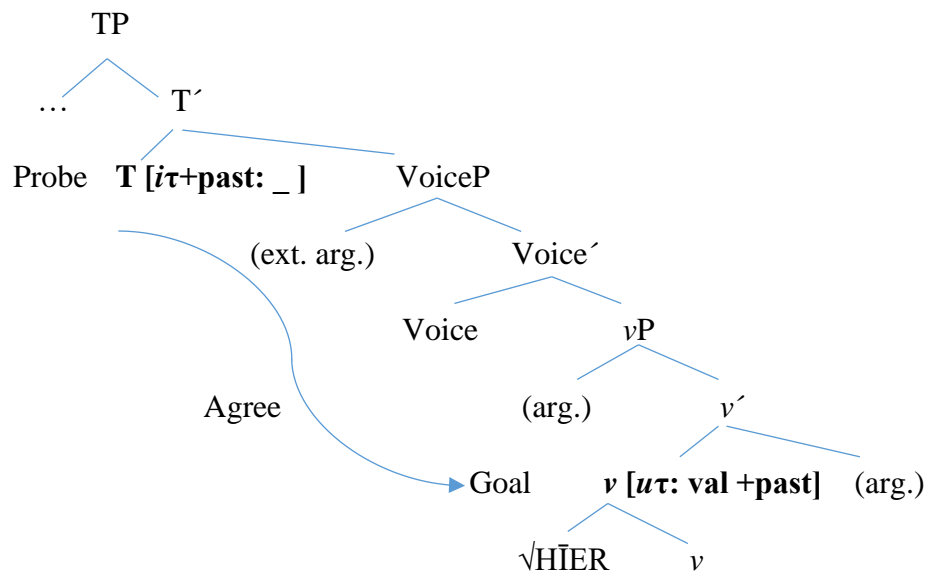 TP
… T´
Probe T [iτ+past: _ ] VoiceP
(ext. arg.) Voice´
Voice vP
Agree (arg.) v´
Goal v [uτ: val +past] (arg.)
√HĪER v